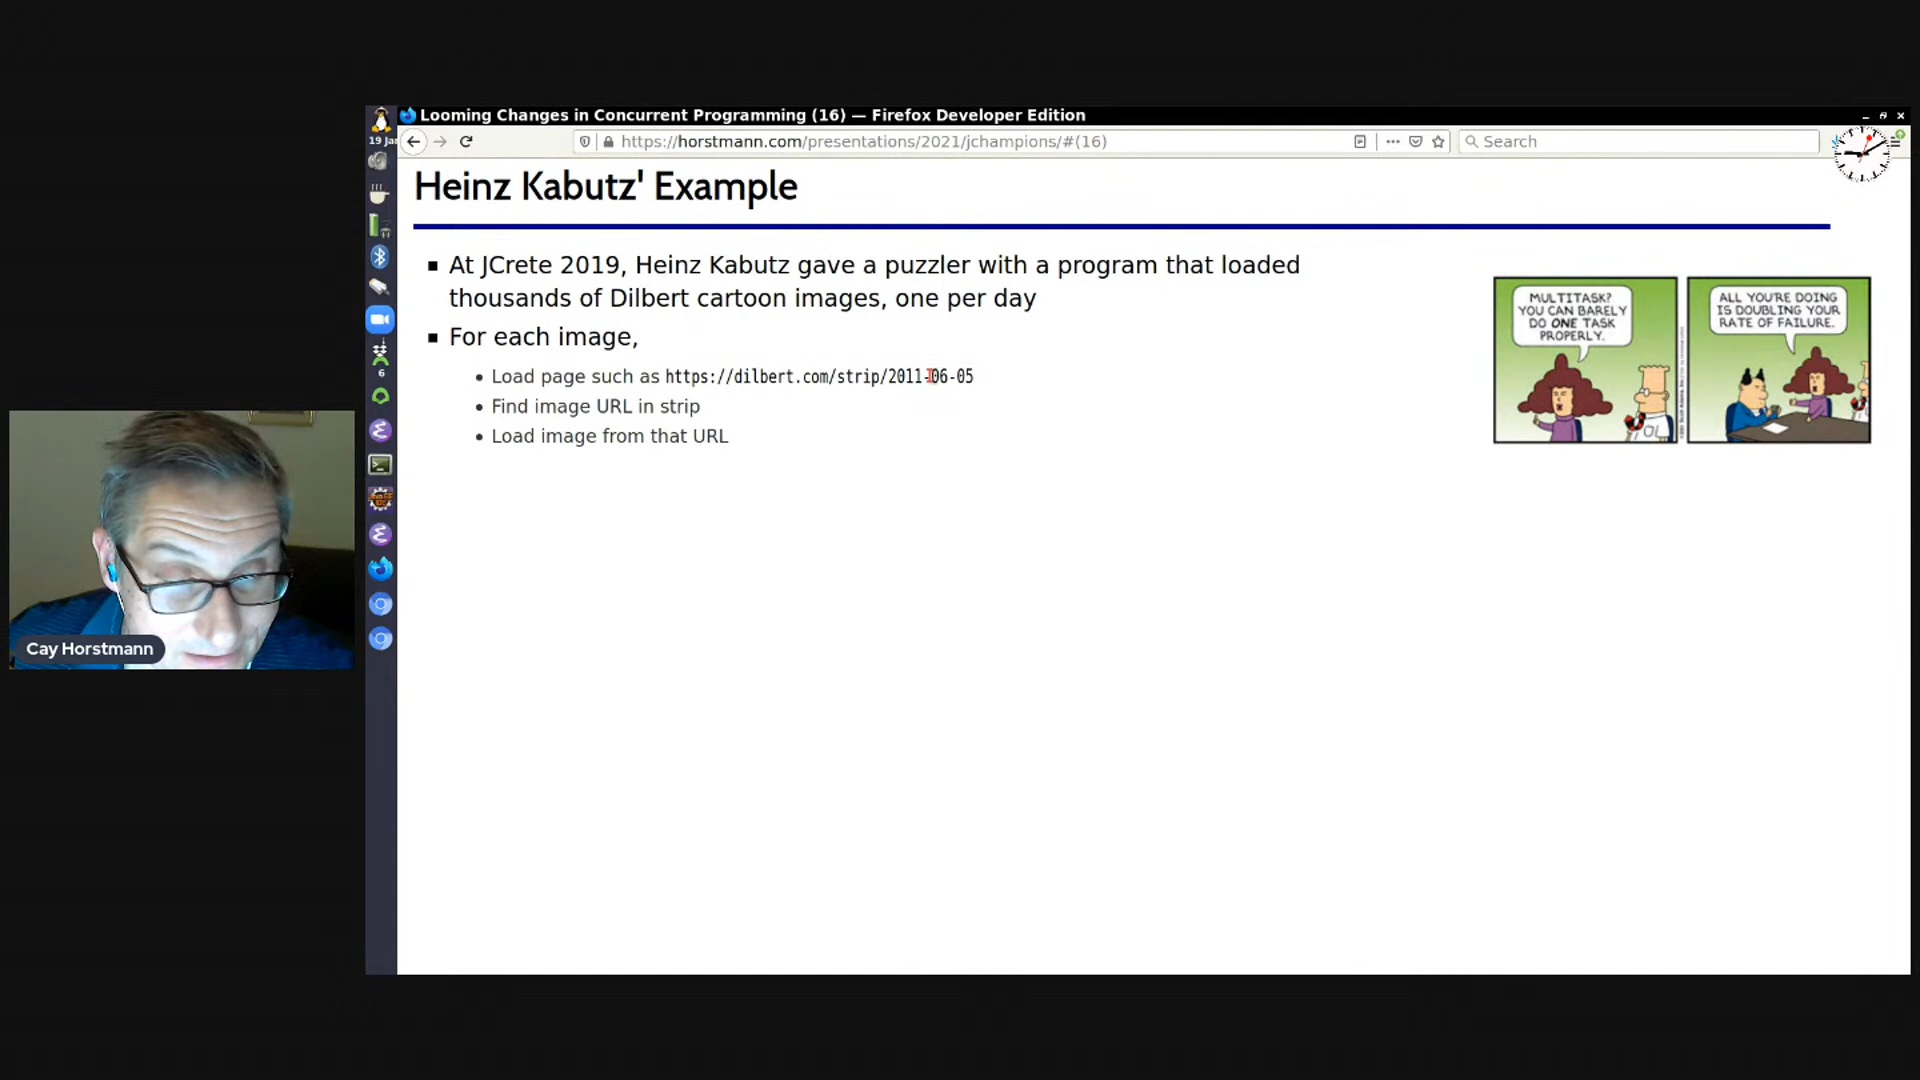 Looming Changes in Concurrent Programming (16) — Firefox Developer Edition
19 Jan
https://horstmann.com/presentations/2021/jchampions/#(16)
Search
Heinz Kabutz' Example
At JCrete 2019, Heinz Kabutz gave a puzzler with a program that loaded
thousands of Dilbert cartoon images, one per day
For each image,
Load page such as https://dilbert.com/strip/2011-06-05
Find image URL in strip
Load image from that URL
MULTITASK?
YOU CAN BARELY
DO ONE TASK
PROPERLY.
ALL YOU'RE DOING
IS DOUBLING YOUR
RATE OF FAILURE.
6
Cay Horstmann